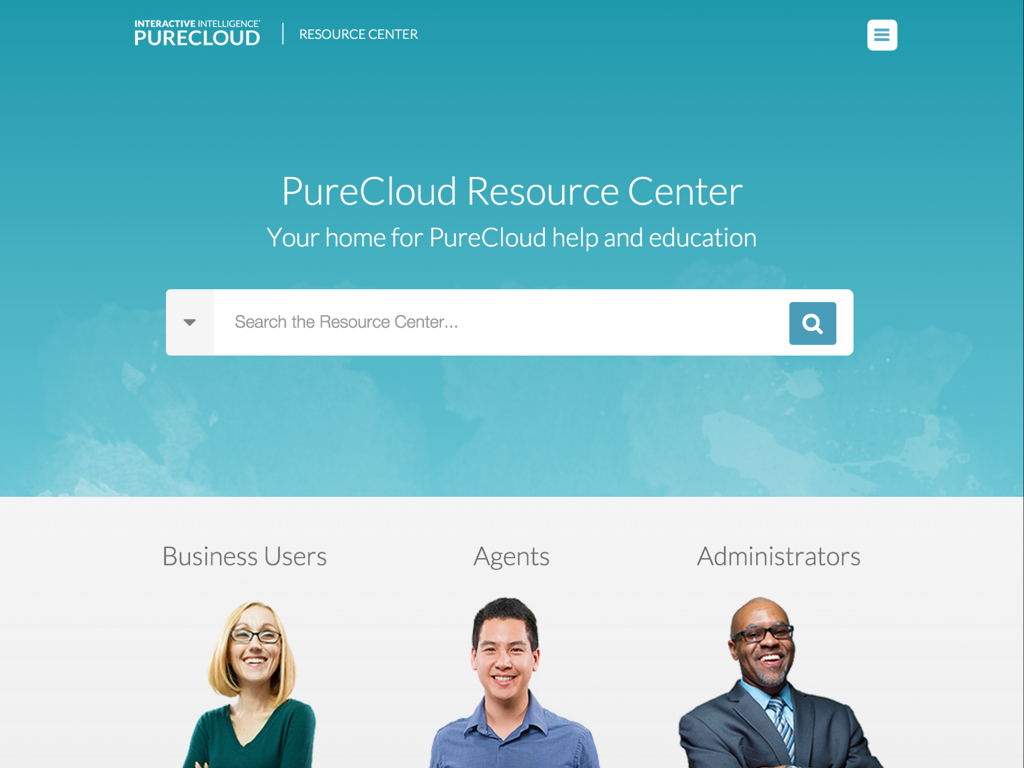 INTERACTIVE INTELLIGENCE
PURECLOUD
RESOURCE CENTER
PureCloud Resource Center
Your home for PureCloud help and education
Search the Resource Center...
Business Users
Agents
Administrators